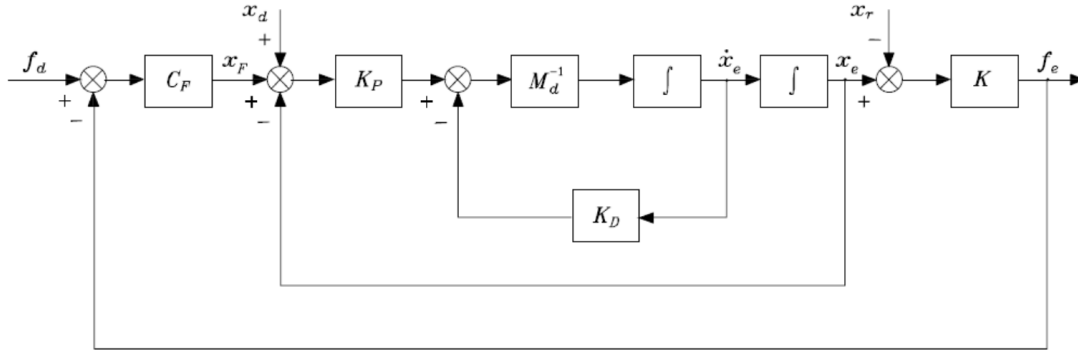 x_d
x_r
+
−
f_d
C_F
x_F
K_P
M_d^{-1}
∫
ẋ_e
∫
x_e
K
f_e
+
−
+
−
+
−
+
K_D